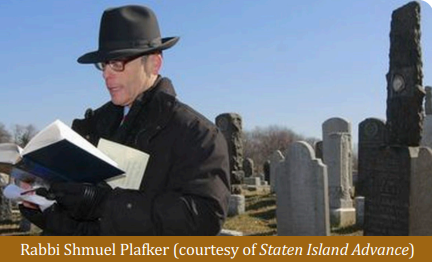 Rabbi Shmuel Plafker (courtesy of Staten Island Advance)